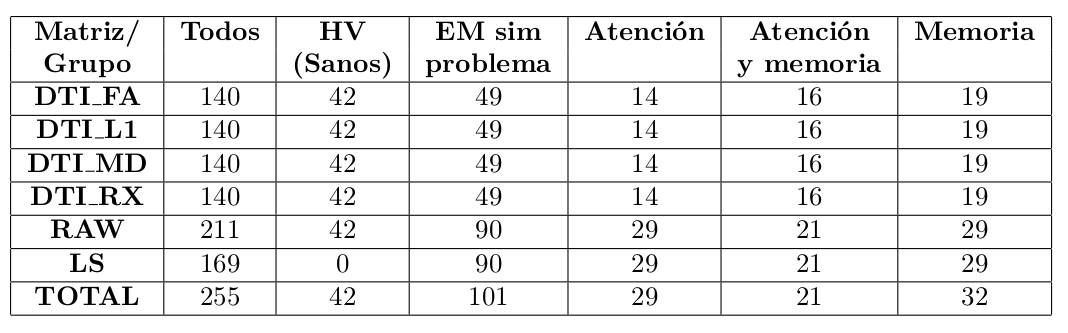 Matriz/ Todos HV EM sim Atención Atención Memoria
Grupo (Sanos) problema y memoria
DTI_FA 140 42 49 14 16 19
DTI_L1 140 42 49 14 16 19
DTI_MD 140 42 49 14 16 19
DTI_RX 140 42 49 14 16 19
RAW 211 42 90 29 21 29
LS 169 0 90 29 21 29
TOTAL 255 42 101 29 21 32